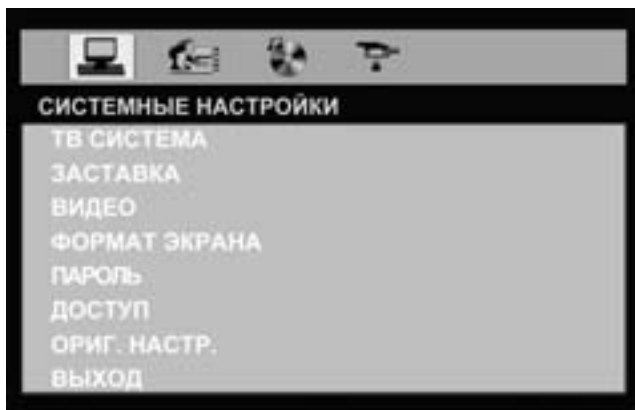 СИСТЕМНЫЕ НАСТРОЙКИ
ТВ СИСТЕМА
ЗАСТАВКА
ВИДЕО
ФОРМАТ ЭКРАНА
ПАРОЛЬ
ДОСТУП
ОРИГ. НАСТР.
ВЫХОД